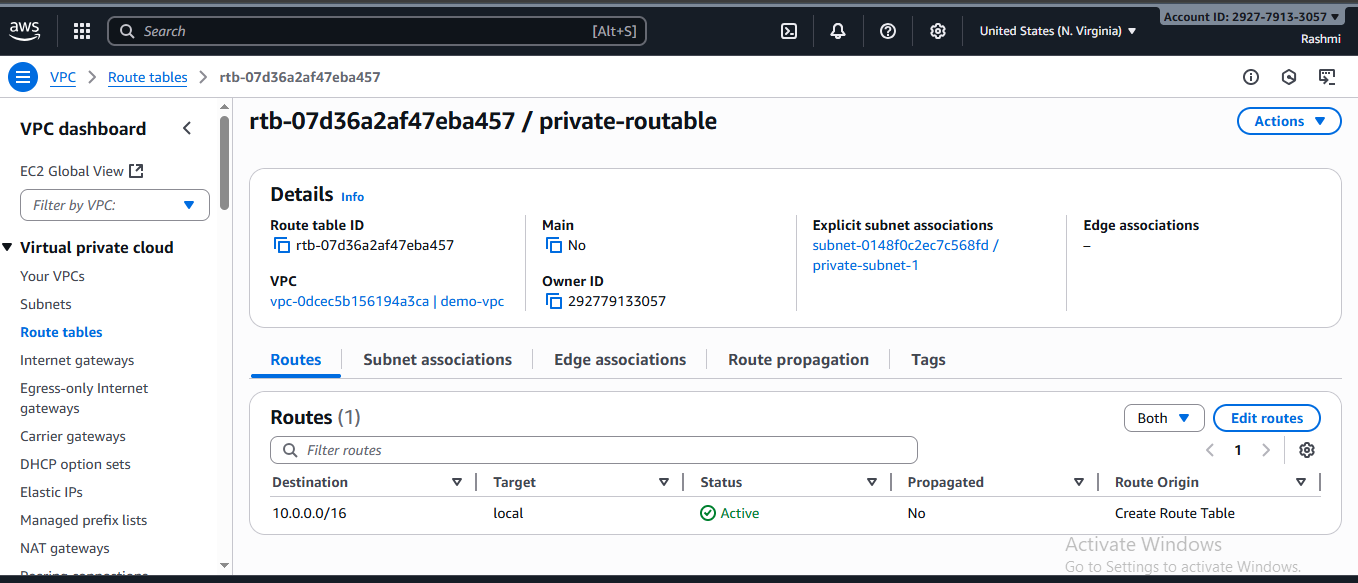 aws
Search [Alt+S]
United States (N. Virginia) ▼
Account ID: 2927-7913-3057 ▼
Rashmi
VPC > Route tables > rtb-07d36a2af47eba457
VPC dashboard
EC2 Global View
Filter by VPC:
Virtual private cloud
Your VPCs
Subnets
Route tables
Internet gateways
Egress-only Internet
gateways
Carrier gateways
DHCP option sets
Elastic IPs
Managed prefix lists
NAT gateways
Peering connections
rtb-07d36a2af47eba457 / private-routable
Actions
Details Info
Route table ID
rtb-07d36a2af47eba457
VPC
vpc-0dcec5b156194a3ca | demo-vpc
Main
No
Owner ID
292779133057
Explicit subnet associations
subnet-0148f0c2ec7c568fd /
private-subnet-1
Edge associations
–
Routes Subnet associations Edge associations Route propagation Tags
Routes (1)
Both
Edit routes
Filter routes
1
Destination Target Status Propagated Route Origin
10.0.0.0/16 local Active No Create Route Table
Activate Windows
Go to Settings to activate Windows.